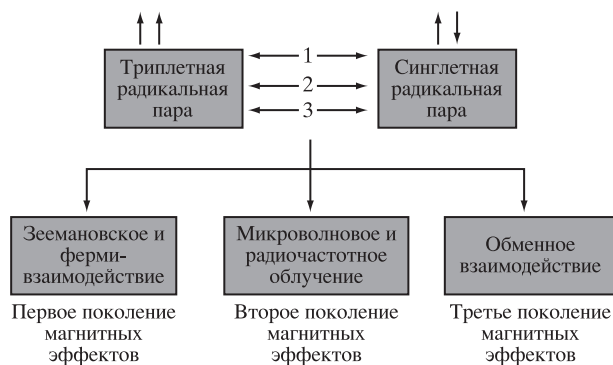 Триплетная
радикальная
пара
1
2
3
Синглетная
радикальная
пара
Зеемановское и
ферми-
взаимодействие
Микроволновое и
радиочастотное
облучение
Обменное
взаимодействие
Первое поколение
магнитных
эффектов
Второе поколение
магнитных
эффектов
Третье поколение
магнитных
эффектов